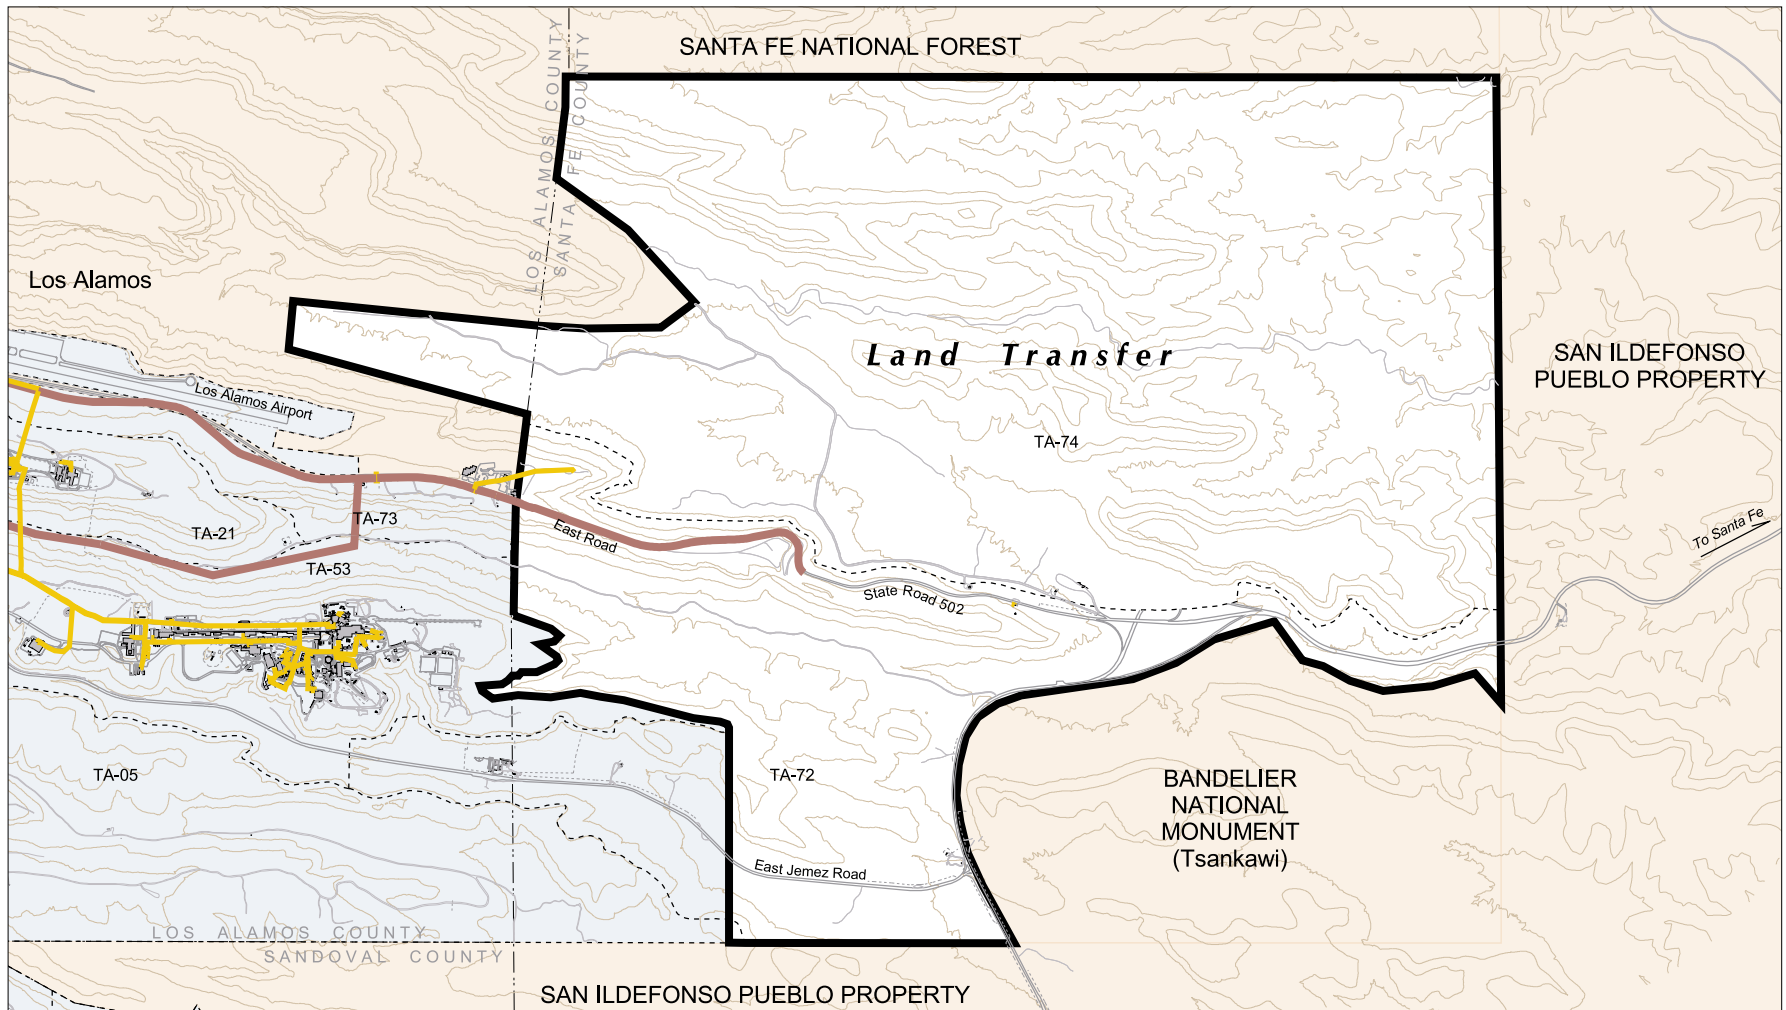 SANTA FE NATIONAL FOREST
LOS ALAMOS COUNTY
SANTA FE COUNTY
Los Alamos
Land Transfer
SAN ILDEFONSO
PUEBLO PROPERTY
Los Alamos Airport
TA-74
TA-21
TA-73
East Road
To Santa Fe
TA-53
State Road 502
TA-05
TA-72
BANDELIER
NATIONAL
MONUMENT
(Tsankawi)
East Jemez Road
LOS ALAMOS COUNTY
SANDOVAL COUNTY
SAN ILDEFONSO PUEBLO PROPERTY